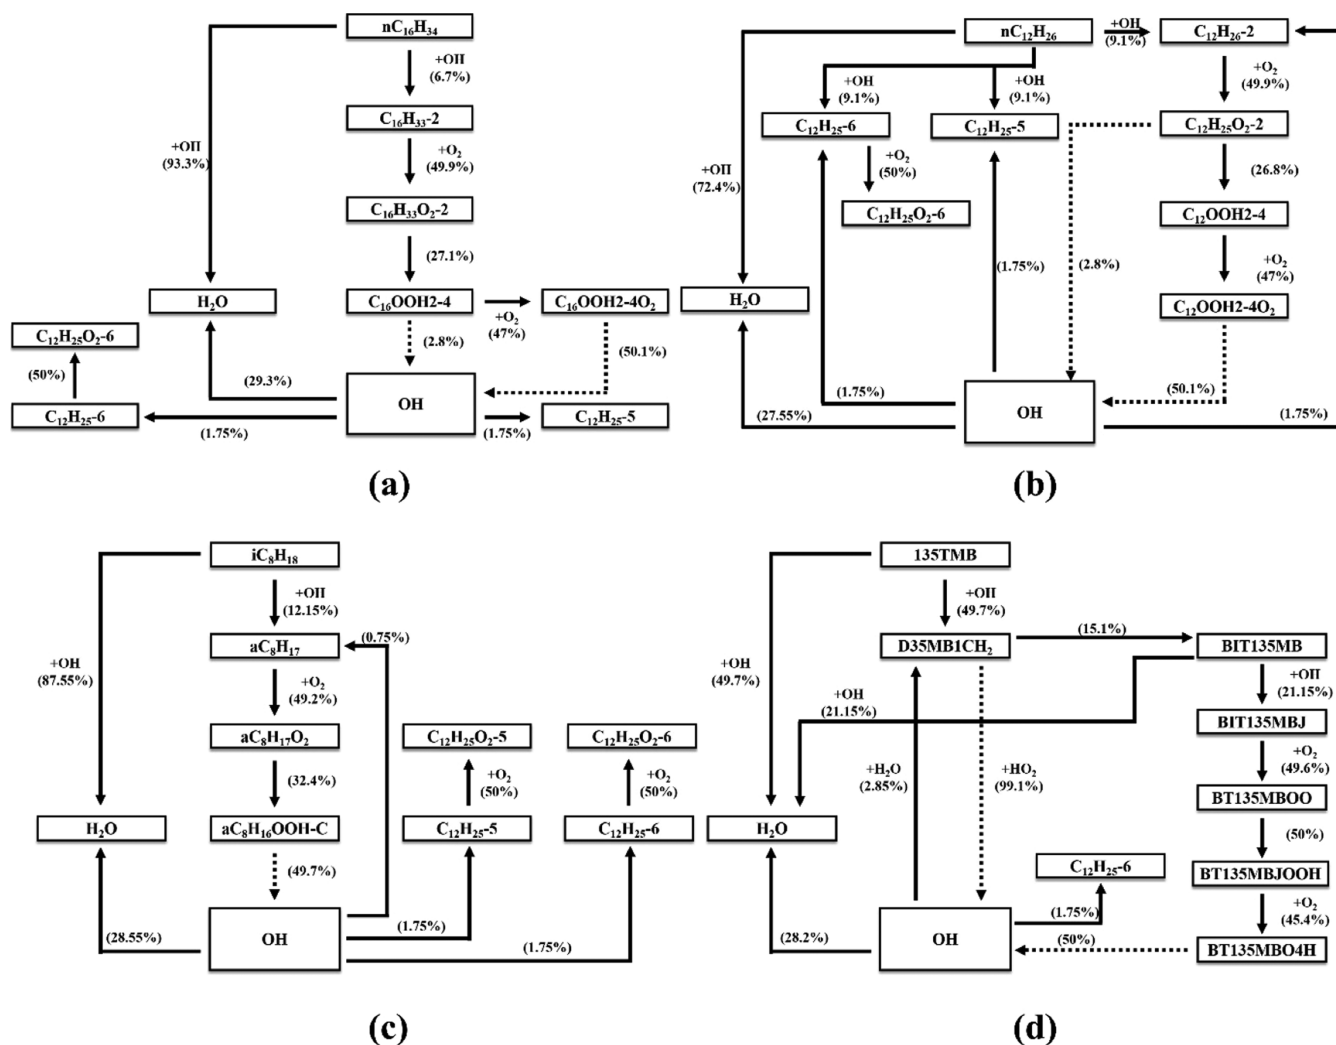 nC₁₆H₃₄
+OH
(6.7%)
C₁₆H₃₃-2
+OH
(93.3%)
+O₂
(49.9%)
C₁₆H₃₃O₂-2
(27.1%)
H₂O
C₁₆OOH2-4
+O₂
(47%)
C₁₆OOH2-4O₂
C₁₂H₂₅O₂-6
(2.8%)
(50.1%)
(50%)
(29.3%)
OH
C₁₂H₂₅-6
(1.75%)
(1.75%)
C₁₂H₂₅-5
(a)
nC₁₂H₂₆
+OH
(9.1%)
C₁₂H₂₆-2
+OH
(9.1%)
+OH
(9.1%)
+O₂
(49.9%)
C₁₂H₂₅-6
C₁₂H₂₅-5
C₁₂H₂₅O₂-2
+OH
(72.4%)
+O₂
(50%)
(26.8%)
C₁₂H₂₅O₂-6
C₁₂OOH2-4
(1.75%)
(2.8%)
+O₂
(47%)
H₂O
C₁₂OOH2-4O₂
(1.75%)
(50.1%)
OH
(27.55%)
(1.75%)
(b)
iC₈H₁₈
+OH
(12.15%)
aC₈H₁₇
(0.75%)
+OH
(87.55%)
+O₂
(49.2%)
aC₈H₁₇O₂
C₁₂H₂₅O₂-5
C₁₂H₂₅O₂-6
(32.4%)
+O₂
(50%)
+O₂
(50%)
H₂O
aC₈H₁₆OOH-C
C₁₂H₂₅-5
C₁₂H₂₅-6
(49.7%)
OH
(28.55%)
(1.75%)
(1.75%)
(c)
135TMB
+OH
(49.7%)
D35MB1CH₂
(15.1%)
BIT135MB
+OH
(49.7%)
+OH
(21.15%)
+OH
(21.15%)
BIT135MBJ
+H₂O
(2.85%)
+HO₂
(99.1%)
+O₂
(49.6%)
BT135MBOO
H₂O
(50%)
C₁₂H₂₅-6
BT135MBJOOH
(1.75%)
+O₂
(45.4%)
OH
(28.2%)
(50%)
BT135MBO4H
(d)